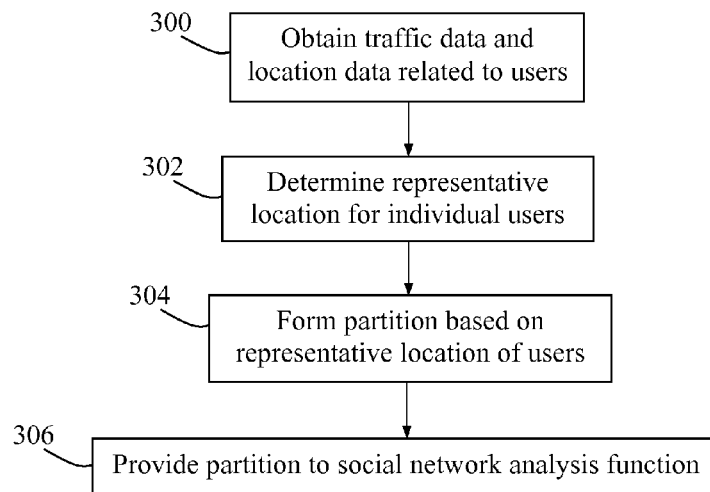 300
Obtain traffic data and
location data related to users
302
Determine representative
location for individual users
304
Form partition based on
representative location of users
306
Provide partition to social network analysis function